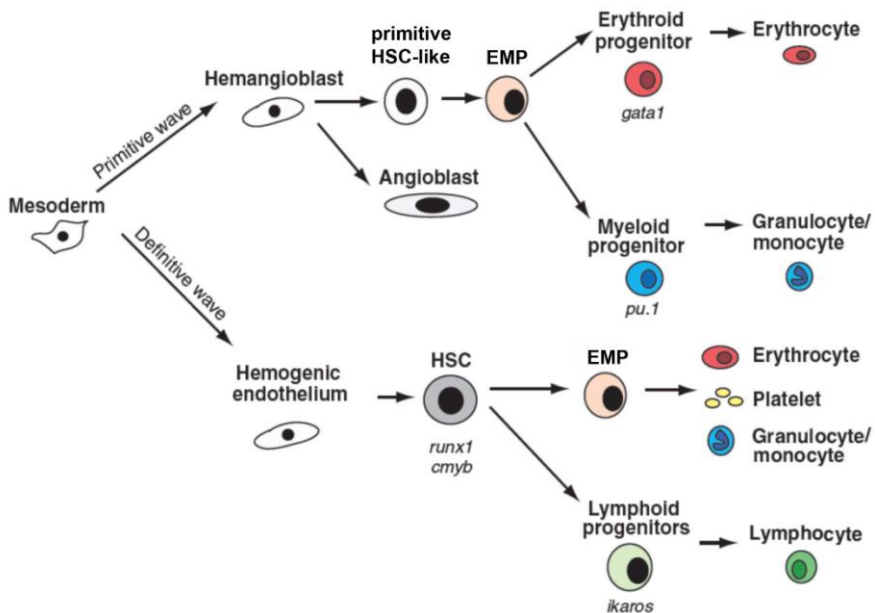 primitive
HSC-like
EMP
Erythroid
progenitor
gata1
Erythrocyte
Hemangioblast
Primitive wave
Angioblast
Mesoderm
Myeloid
progenitor
pu.1
Granulocyte/
monocyte
Definitive wave
Hemogenic
endothelium
HSC
runx1
cmyb
EMP
Erythrocyte
Platelet
Granulocyte/
monocyte
Lymphoid
progenitors
ikaros
Lymphocyte